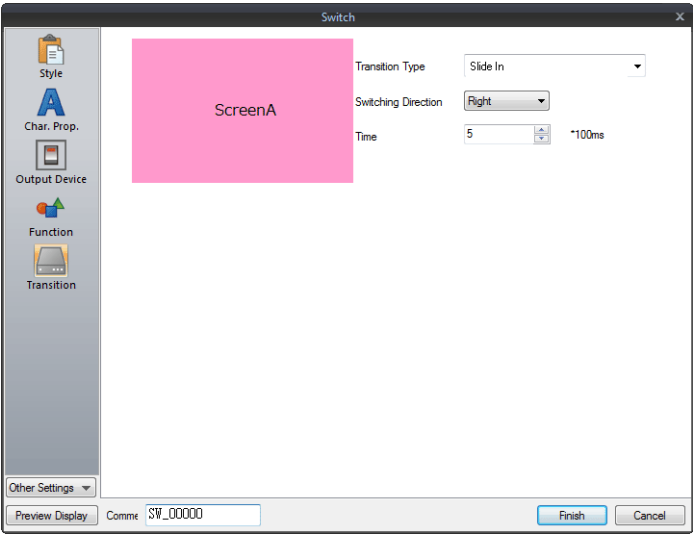 Switch
x
Style
Char. Prop.
Output Device
Function
Transition
Other Settings
Preview Display
ScreenA
Transition Type
Slide In
Switching Direction
Right
Time
5
*100ms
Comme
SW_00000
Finish
Cancel